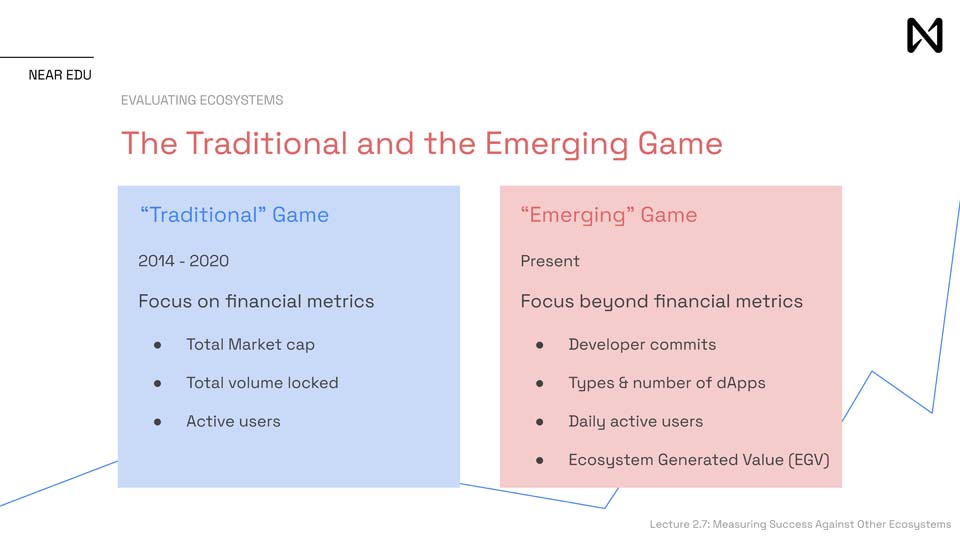 NEAR EDU
EVALUATING ECOSYSTEMS
The Traditional and the Emerging Game
“Traditional” Game
2014 - 2020
Focus on financial metrics
● Total Market cap
● Total volume locked
● Active users
“Emerging” Game
Present
Focus beyond financial metrics
● Developer commits
● Types & number of dApps
● Daily active users
● Ecosystem Generated Value (EGV)
Lecture 2.7: Measuring Success Against Other Ecosystems